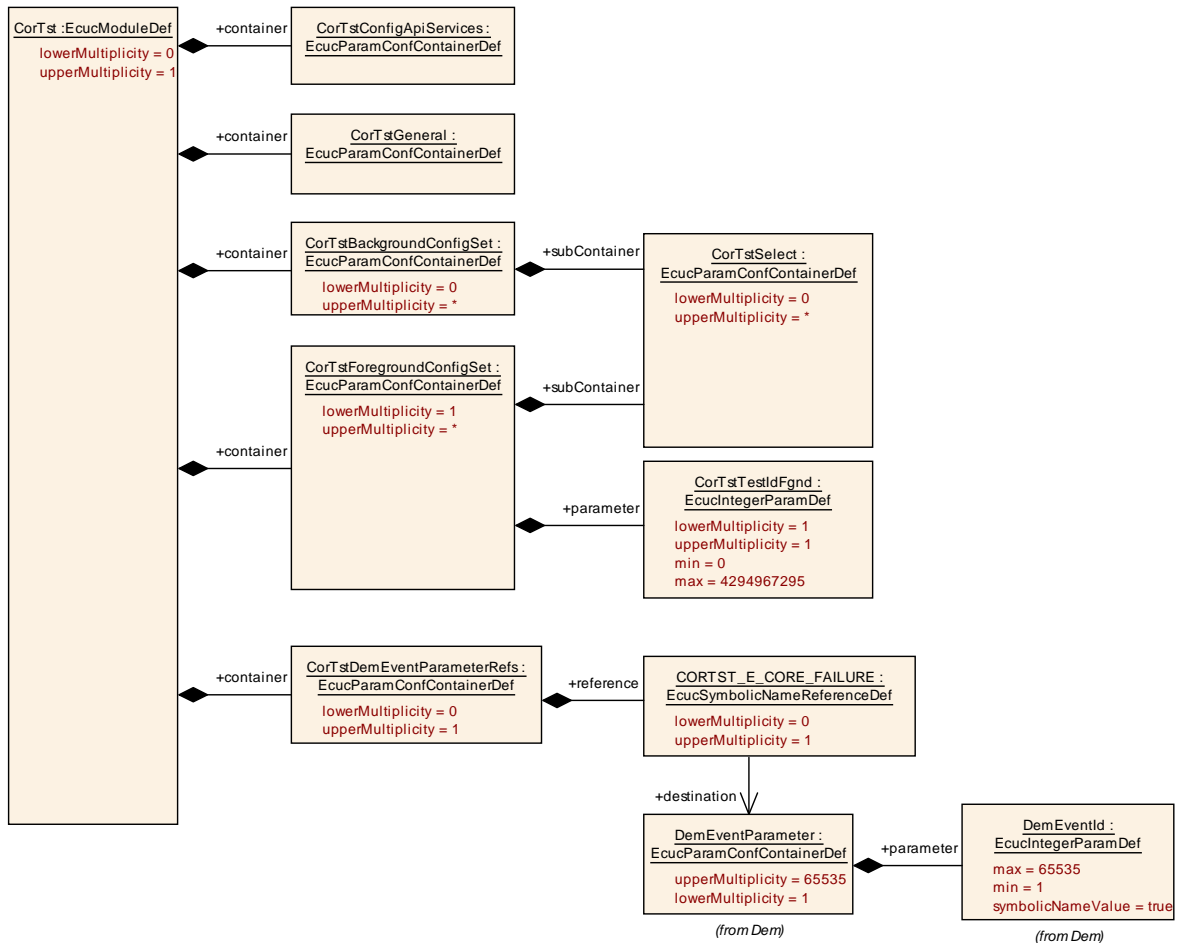 CorTst :EcucModuleDef
lowerMultiplicity = 0
upperMultiplicity = 1
+container
CorTstConfigApiServices :
EcucParamConfContainerDef
+container
CorTstGeneral :
EcucParamConfContainerDef
+container
CorTstBackgroundConfigSet :
EcucParamConfContainerDef
lowerMultiplicity = 0
upperMultiplicity = *
+subContainer
CorTstSelect :
EcucParamConfContainerDef
lowerMultiplicity = 0
upperMultiplicity = *
+container
CorTstForegroundConfigSet :
EcucParamConfContainerDef
lowerMultiplicity = 1
upperMultiplicity = *
+subContainer
+parameter
CorTstTestIdFgnd :
EcucIntegerParamDef
lowerMultiplicity = 1
upperMultiplicity = 1
min = 0
max = 4294967295
+container
CorTstDemEventParameterRefs :
EcucParamConfContainerDef
lowerMultiplicity = 0
upperMultiplicity = 1
+reference
CORTST_E_CORE_FAILURE :
EcucSymbolicNameReferenceDef
lowerMultiplicity = 0
upperMultiplicity = 1
+destination
DemEventParameter :
EcucParamConfContainerDef
upperMultiplicity = 65535
lowerMultiplicity = 1
(from Dem)
+parameter
DemEventId :
EcucIntegerParamDef
max = 65535
min = 1
symbolicNameValue = true
(from Dem)